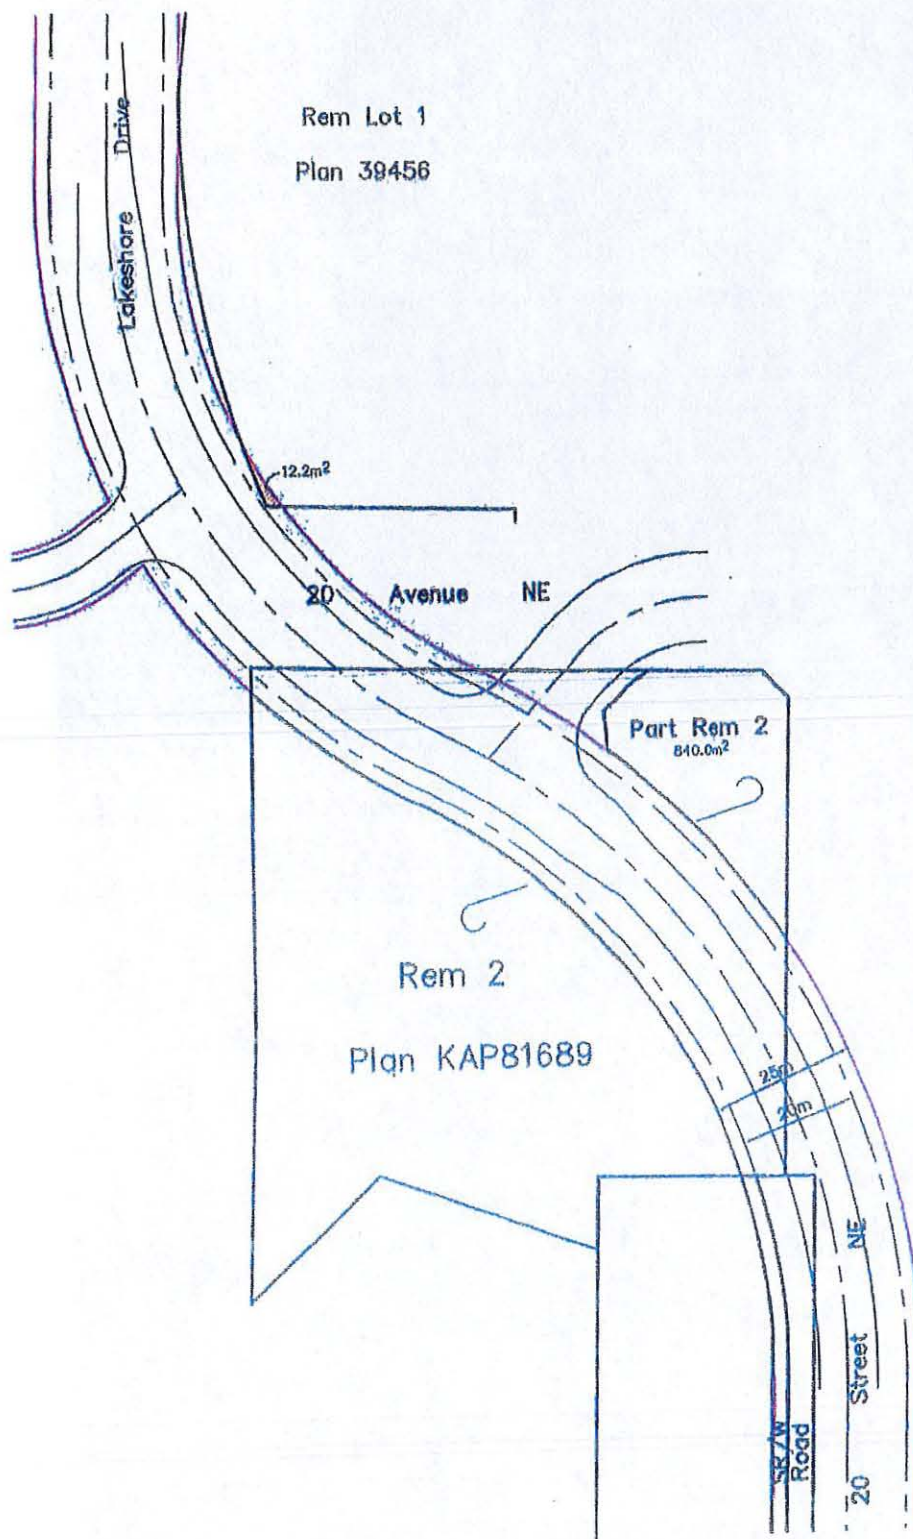 Rem Lot 1
Plan 39456
Lakeshore Drive
12.2m²
20 Avenue NE
Part Rem 2
840.0m²
Rem 2
Plan KAP81689
25m
20m
SR/W
Road
20 Street NE